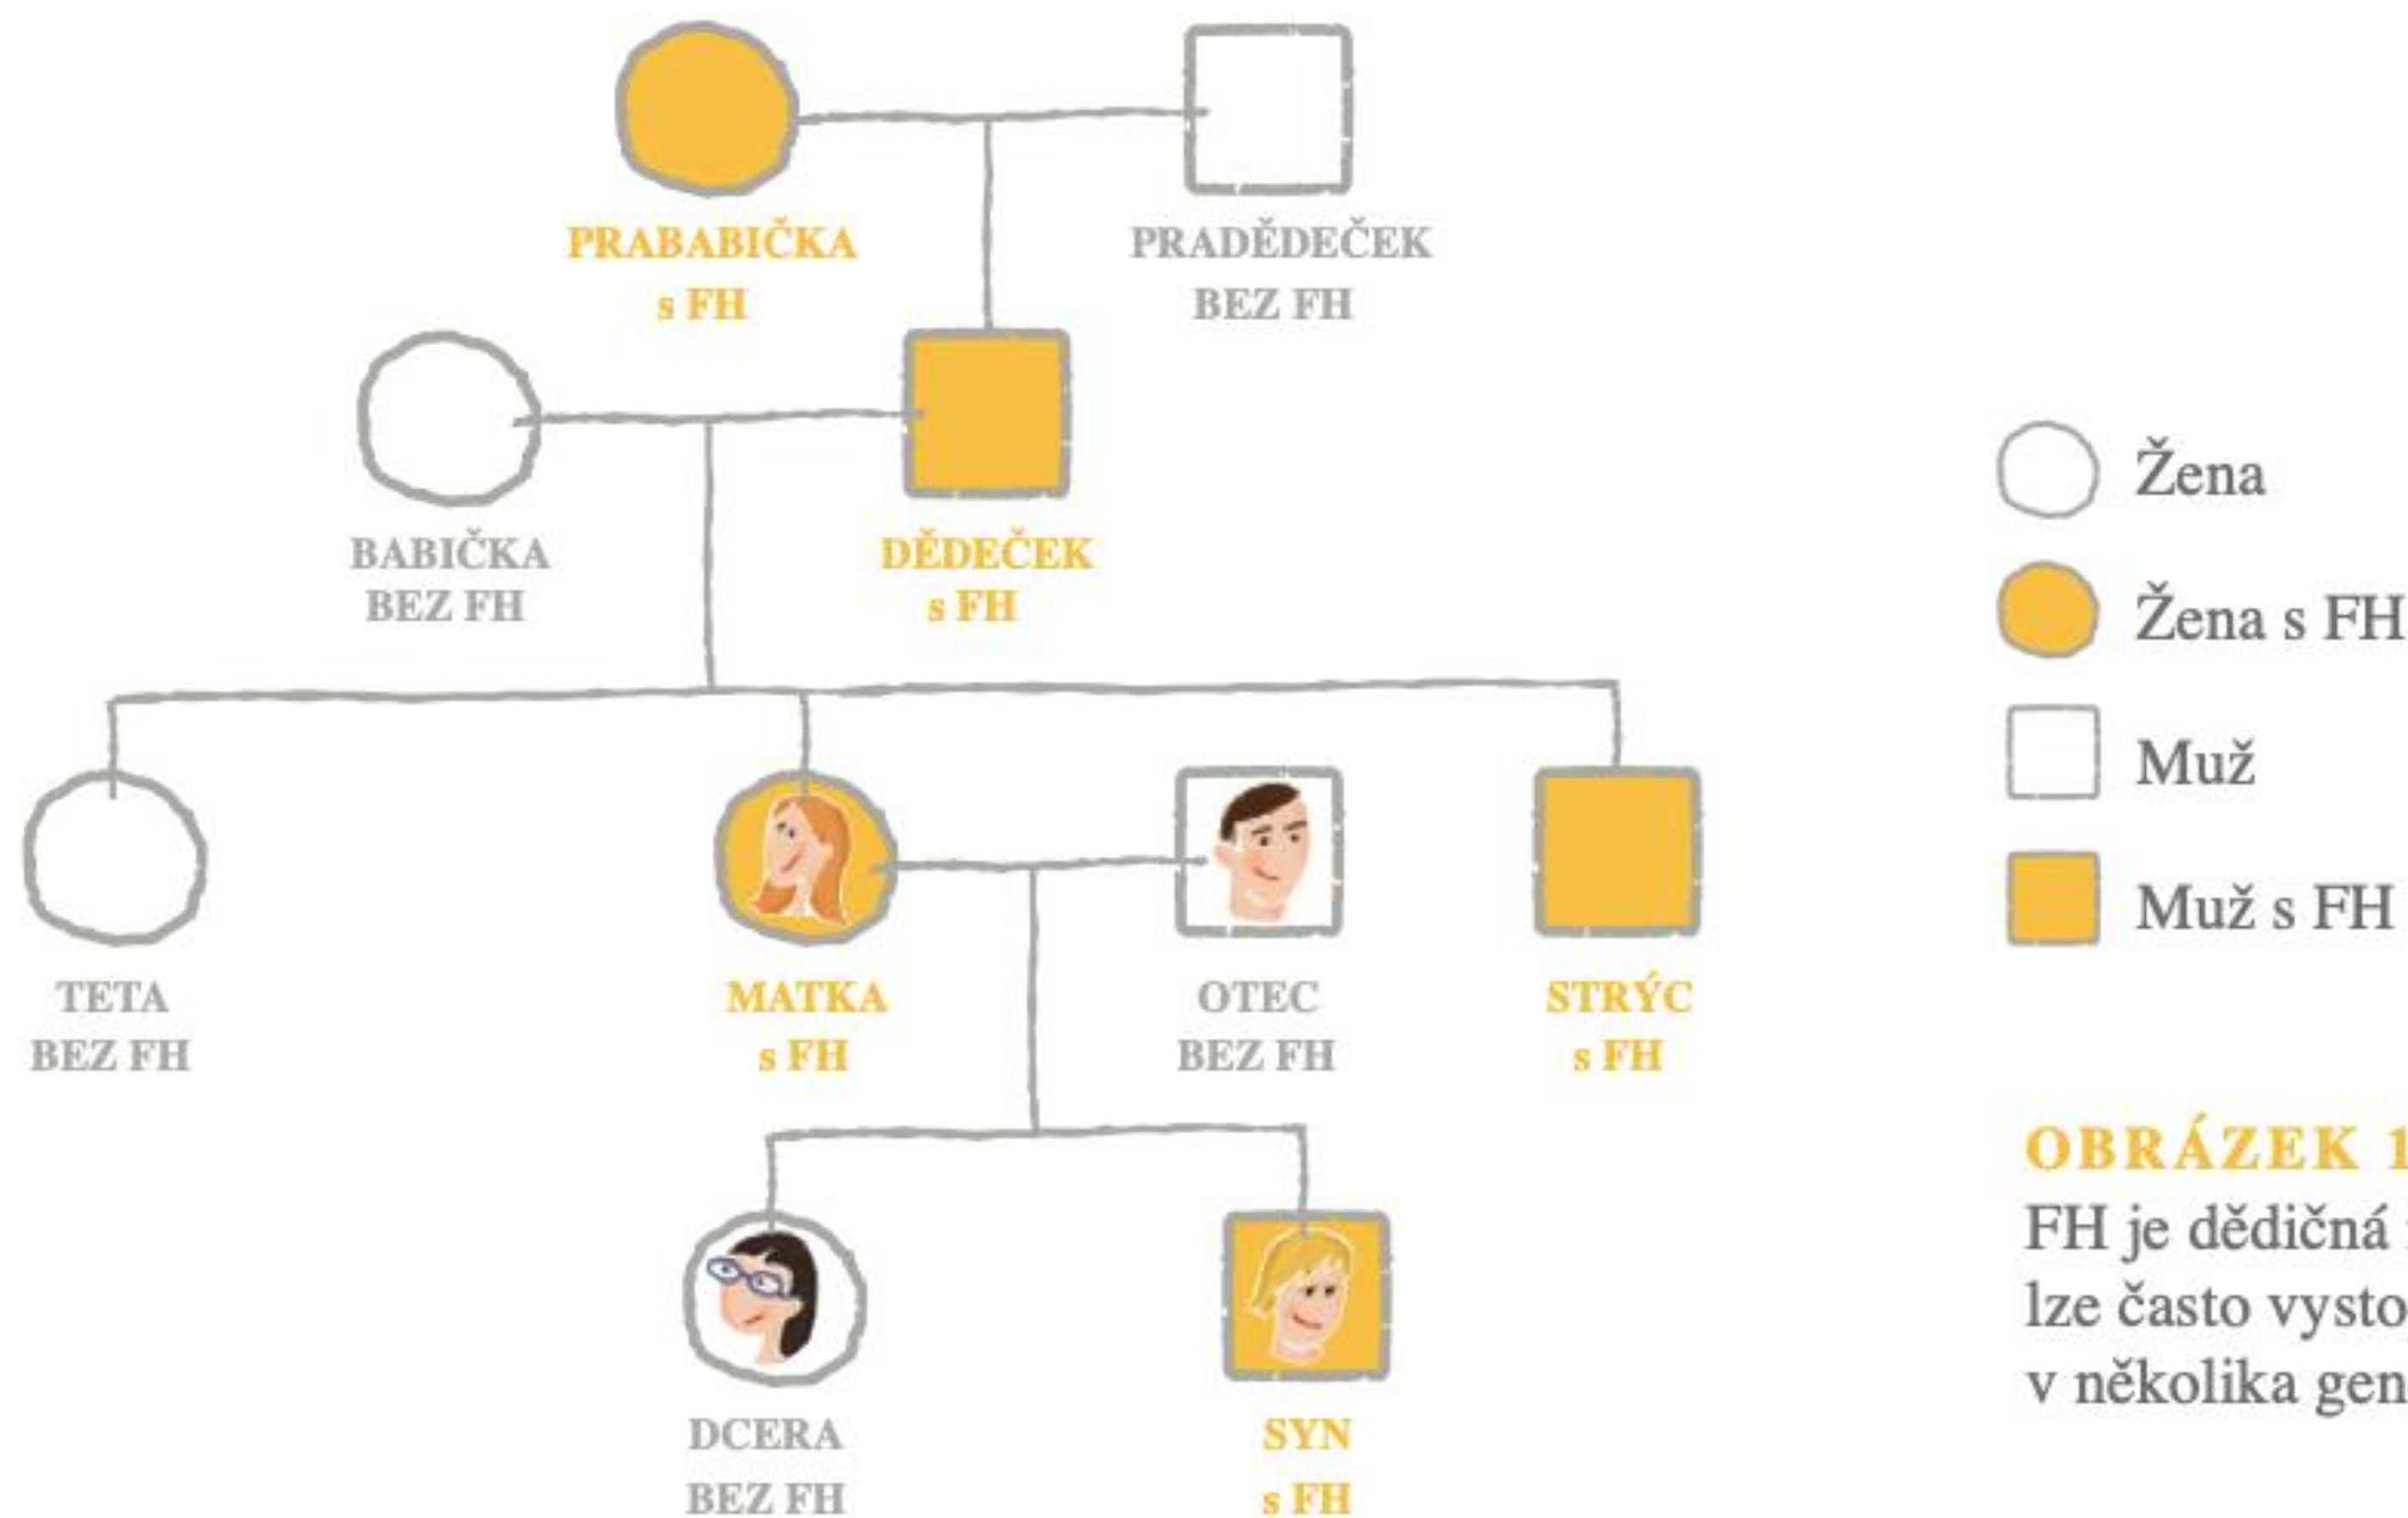 PRABABIČKA
s FH
PRADĚDEČEK
BEZ FH
BABIČKA
BEZ FH
DĚDEČEK
s FH
TETA
BEZ FH
MATKA
s FH
OTEC
BEZ FH
STRÝC
s FH
DCERA
BEZ FH
SYN
s FH
Žena
Žena s FH
Muž
Muž s FH
OBRÁZEK 1
FH je dědičná
lze často
v několika